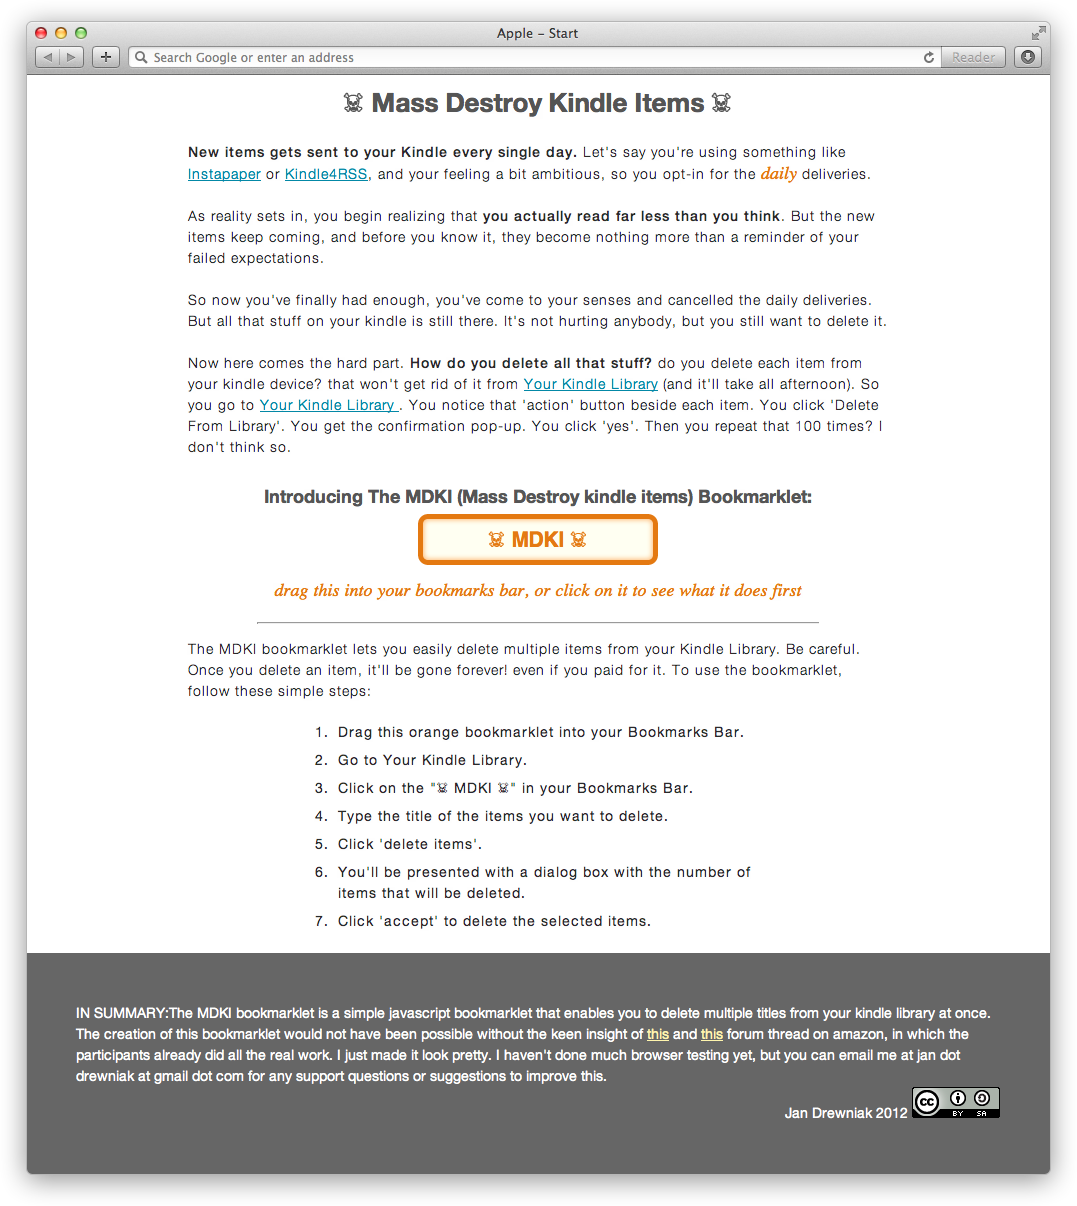 Apple – Start
Search Google or enter an address
Reader
☠ Mass Destroy Kindle Items ☠
New items gets sent to your Kindle every single day. Let's say you're using something like
Instapaper or Kindle4RSS, and your feeling a bit ambitious, so you opt-in for the daily deliveries.
As reality sets in, you begin realizing that you actually read far less than you think. But the new
items keep coming, and before you know it, they become nothing more than a reminder of your
failed expectations.
So now you've finally had enough, you've come to your senses and cancelled the daily deliveries.
But all that stuff on your kindle is still there. It's not hurting anybody, but you still want to delete it.
Now here comes the hard part. How do you delete all that stuff? do you delete each item from
your kindle device? that won't get rid of it from Your Kindle Library (and it'll take all afternoon). So
you go to Your Kindle Library . You notice that 'action' button beside each item. You click 'Delete
From Library'. You get the confirmation pop-up. You click 'yes'. Then you repeat that 100 times? I
don't think so.
Introducing The MDKI (Mass Destroy kindle items) Bookmarklet:
☠ MDKI ☠
drag this into your bookmarks bar, or click on it to see what it does first
The MDKI bookmarklet lets you easily delete multiple items from your Kindle Library. Be careful.
Once you delete an item, it'll be gone forever! even if you paid for it. To use the bookmarklet,
follow these simple steps:
1. Drag this orange bookmarklet into your Bookmarks Bar.
2. Go to Your Kindle Library.
3. Click on the "☠ MDKI ☠" in your Bookmarks Bar.
4. Type the title of the items you want to delete.
5. Click 'delete items'.
6. You'll be presented with a dialog box with the number of
items that will be deleted.
7. Click 'accept' to delete the selected items.
IN SUMMARY:The MDKI bookmarklet is a simple javascript bookmarklet that enables you to delete multiple titles from your kindle library at once.
The creation of this bookmarklet would not have been possible without the keen insight of this and this forum thread on amazon, in which the
participants already did all the real work. I just made it look pretty. I haven't done much browser testing yet, but you can email me at jan dot
drewniak at gmail dot com for any support questions or suggestions to improve this.
Jan Drewniak 2012
cc
BY SA